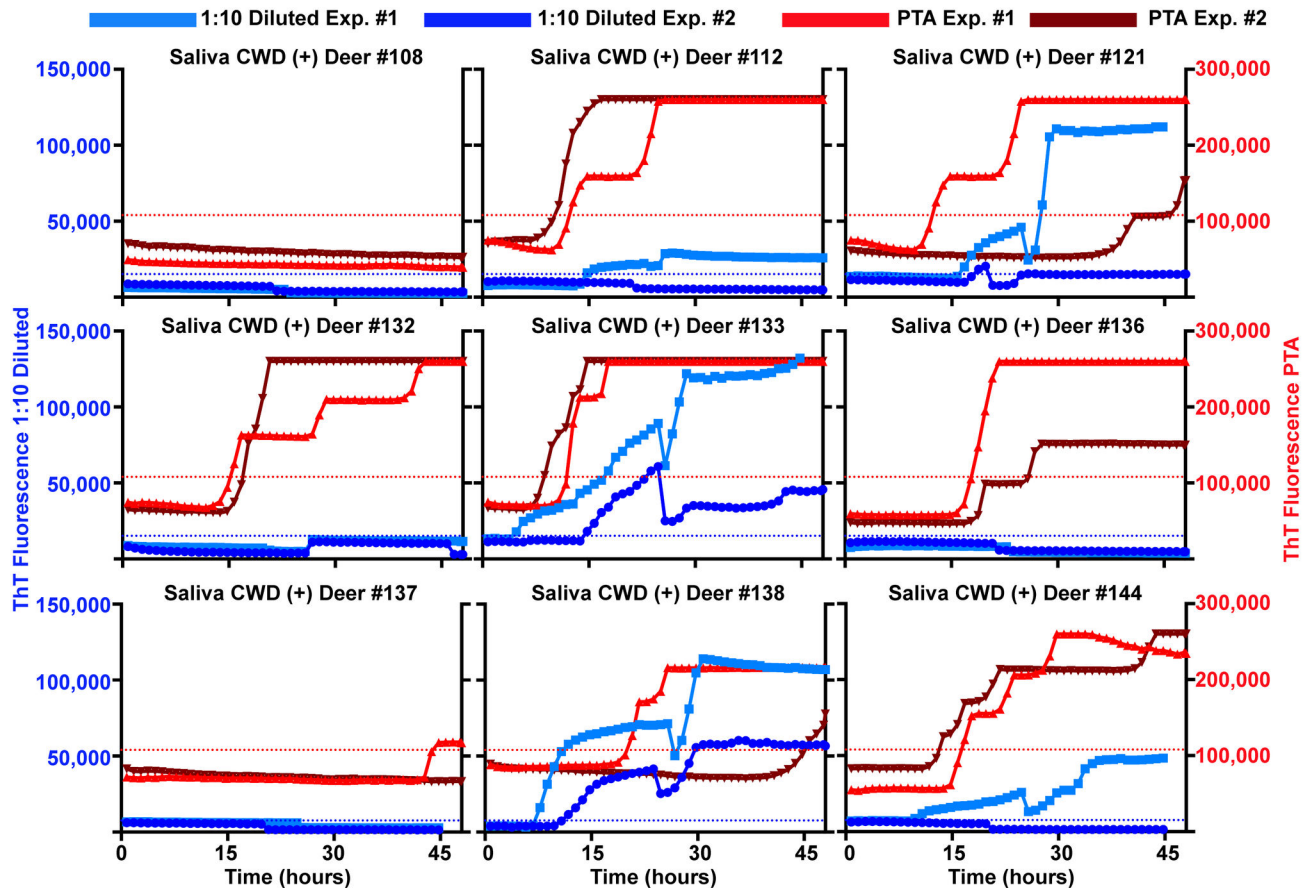 1:10 Diluted Exp. #1 1:10 Diluted Exp. #2 PTA Exp. #1 PTA Exp. #2
Saliva CWD (+) Deer #108 Saliva CWD (+) Deer #112 Saliva CWD (+) Deer #121
150,000 300,000
100,000 200,000
50,000 100,000
Saliva CWD (+) Deer #132 Saliva CWD (+) Deer #133 Saliva CWD (+) Deer #136
150,000 300,000
100,000 200,000
50,000 100,000
ThT Fluorescence 1:10 Diluted
ThT Fluorescence PTA
Saliva CWD (+) Deer #137 Saliva CWD (+) Deer #138 Saliva CWD (+) Deer #144
150,000 300,000
100,000 200,000
50,000 100,000
0 15 30 45 0 15 30 45 0 15 30 45
Time (hours) Time (hours) Time (hours)